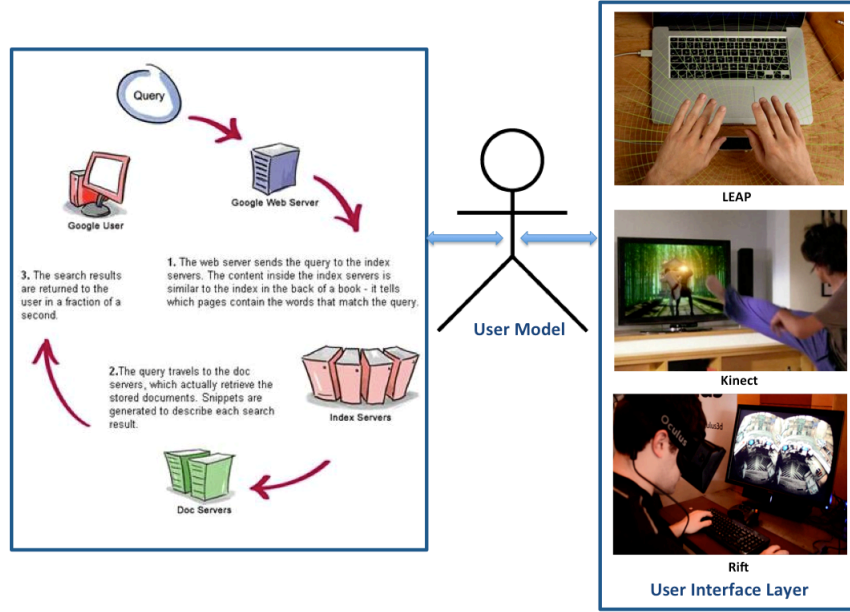 Query
Google Web Server
Google User
1. The web server sends the query to the index
servers. The content inside the index servers is
similar to the index in the back of a book - it tells
which pages contain the words that match the query.
3. The search results
are returned to the
user in a fraction of a
second.
2.The query travels to the doc
servers, which actually retrieve the
stored documents. Snippets are
generated to describe each search
result.
Index Servers
Doc Servers
User Model
LEAP
Kinect
Oculus
culus3d
Rift
User Interface Layer